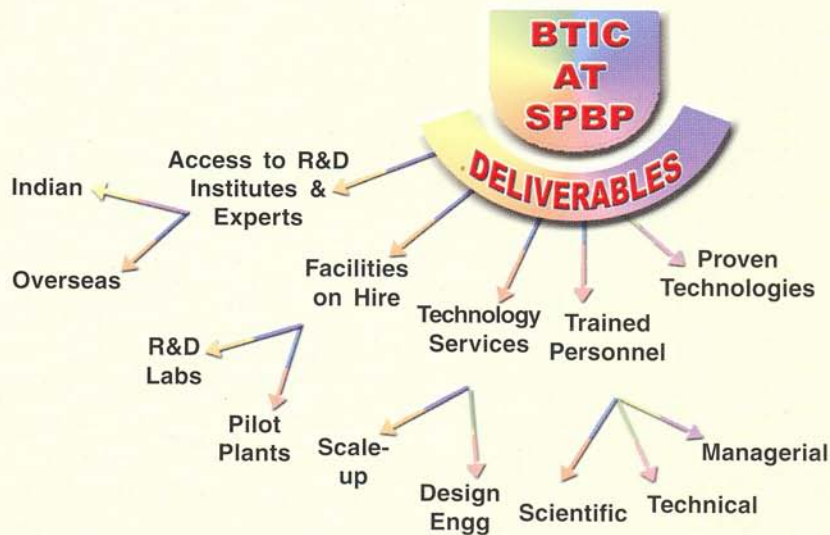 BTIC
AT
SPBP
DELIVERABLES
Access to R&D
Institutes &
Experts
Indian
Overseas
Facilities
on Hire
R&D
Labs
Pilot
Plants
Technology
Services
Scale-
up
Design
Engg
Trained
Personnel
Scientific
Technical
Managerial
Proven
Technologies